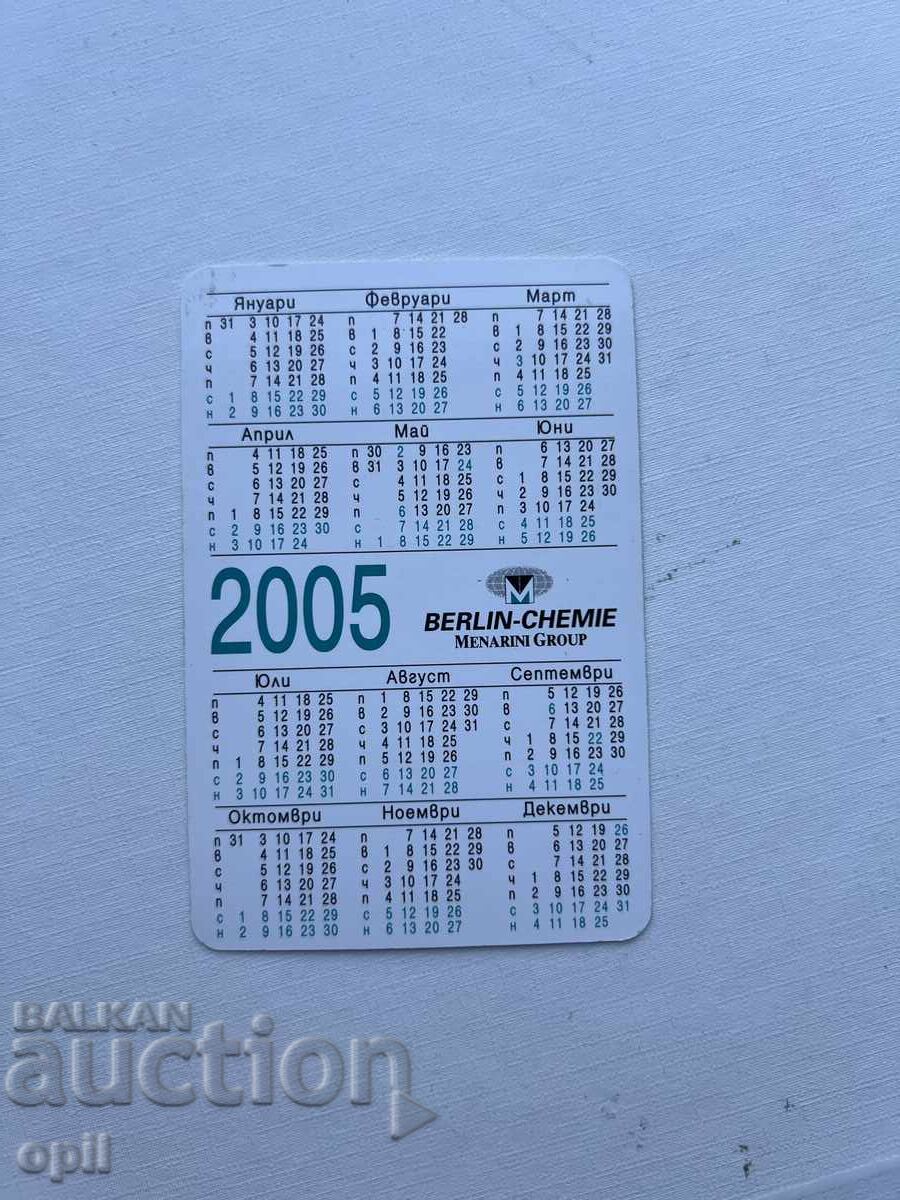 Януари Февруари Март
п 31 3 10 17 24 п 7 14 21 28 п 7 14 21 28
в 4 11 18 25 в 1 8 15 22 в 1 8 15 22 29
с 5 12 19 26 с 2 9 16 23 с 2 9 16 23 30
ч 6 13 20 27 ч 3 10 17 24 ч 3 10 17 24 31
п 7 14 21 28 п 4 11 18 25 п 4 11 18 25
с 1 8 15 22 29 с 5 12 19 26 с 5 12 19 26
н 2 9 16 23 30 н 6 13 20 27 н 6 13 20 27
Април Май Юни
п 4 11 18 25 п 30 2 9 16 23 п 6 13 20 27
в 5 12 19 26 в 31 3 10 17 24 в 7 14 21 28
с 6 13 20 27 с 4 11 18 25 с 1 8 15 22 29
ч 7 14 21 28 ч 5 12 19 26 ч 2 9 16 23 30
п 1 8 15 22 29 п 6 13 20 27 п 3 10 17 24
с 2 9 16 23 30 с 7 14 21 28 с 4 11 18 25
н 3 10 17 24 н 1 8 15 22 29 н 5 12 19 26
2005
M
BERLIN-CHEMIE
MENARINI GROUP
Юли Август Септември
п 4 11 18 25 п 1 8 15 22 29 п 5 12 19 26
в 5 12 19 26 в 2 9 16 23 30 в 6 13 20 27
с 6 13 20 27 с 3 10 17 24 31 с 7 14 21 28
ч 7 14 21 28 ч 4 11 18 25 ч 1 8 15 22 29
п 1 8 15 22 29 п 5 12 19 26 п 2 9 16 23 30
с 2 9 16 23 30 с 6 13 20 27 с 3 10 17 24
н 3 10 17 24 31 н 7 14 21 28 н 4 11 18 25
Октомври Ноември Декември
п 31 3 10 17 24 п 7 14 21 28 п 5 12 19 26
в 4 11 18 25 в 1 8 15 22 29 в 6 13 20 27
с 5 12 19 26 с 2 9 16 23 30 с 7 14 21 28
ч 6 13 20 27 ч 3 10 17 24 ч 1 8 15 22 29
п 7 14 21 28 п 4 11 18 25 п 2 9 16 23 30
с 1 8 15 22 29 с 5 12 19 26 с 3 10 17 24 31
н 2 9 16 23 30 н 6 13 20 27 н 4 11 18 25
BALKAN
auction
opil